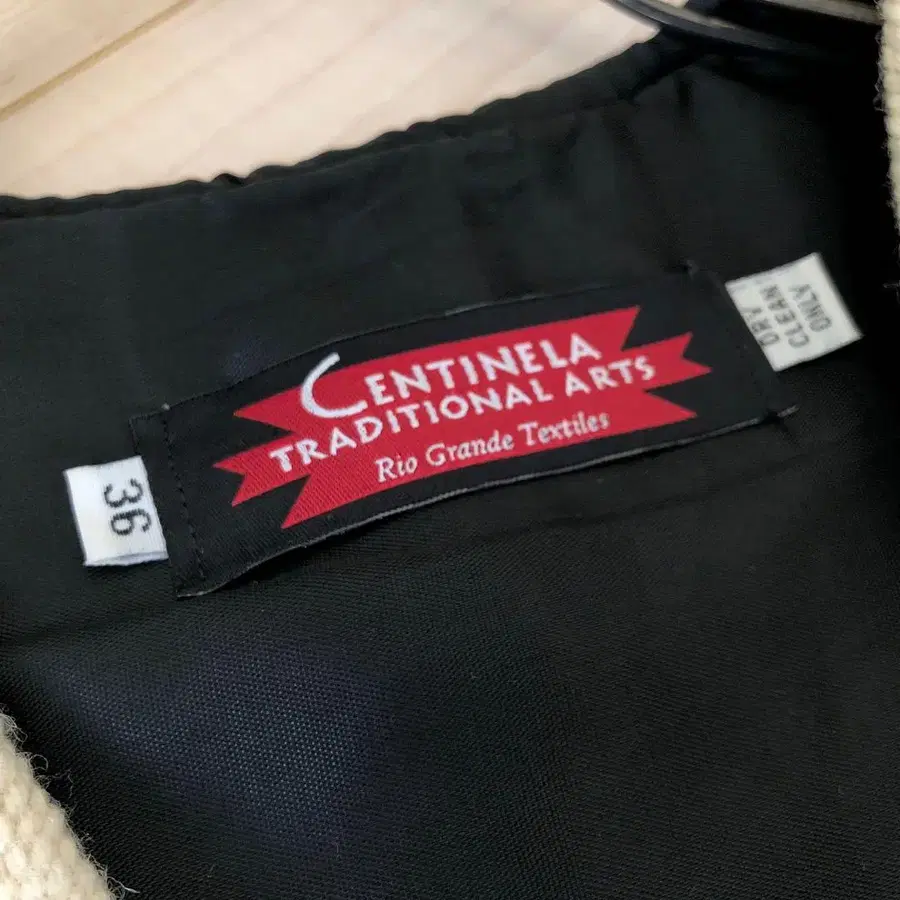 CENTINELA
TRADITIONAL ARTS
Rio Grande Textiles
36
DRY
CLEAN
ONLY